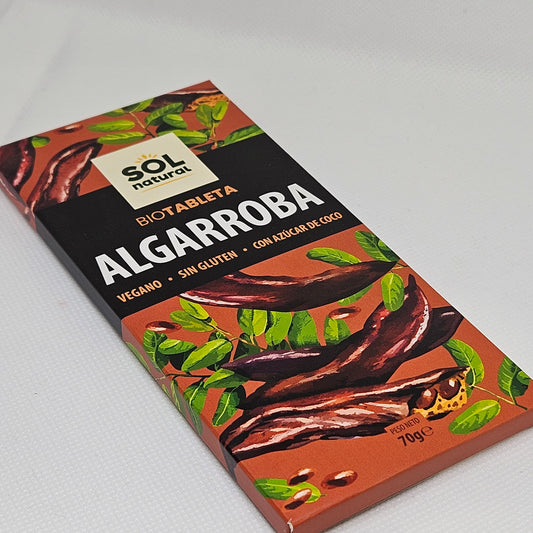 SOL
natural
BIOTABLETA
ALGARROBA
VEGANO • SIN GLUTEN • CON AZÚCAR DE COCO
PESO NETO
70g℮